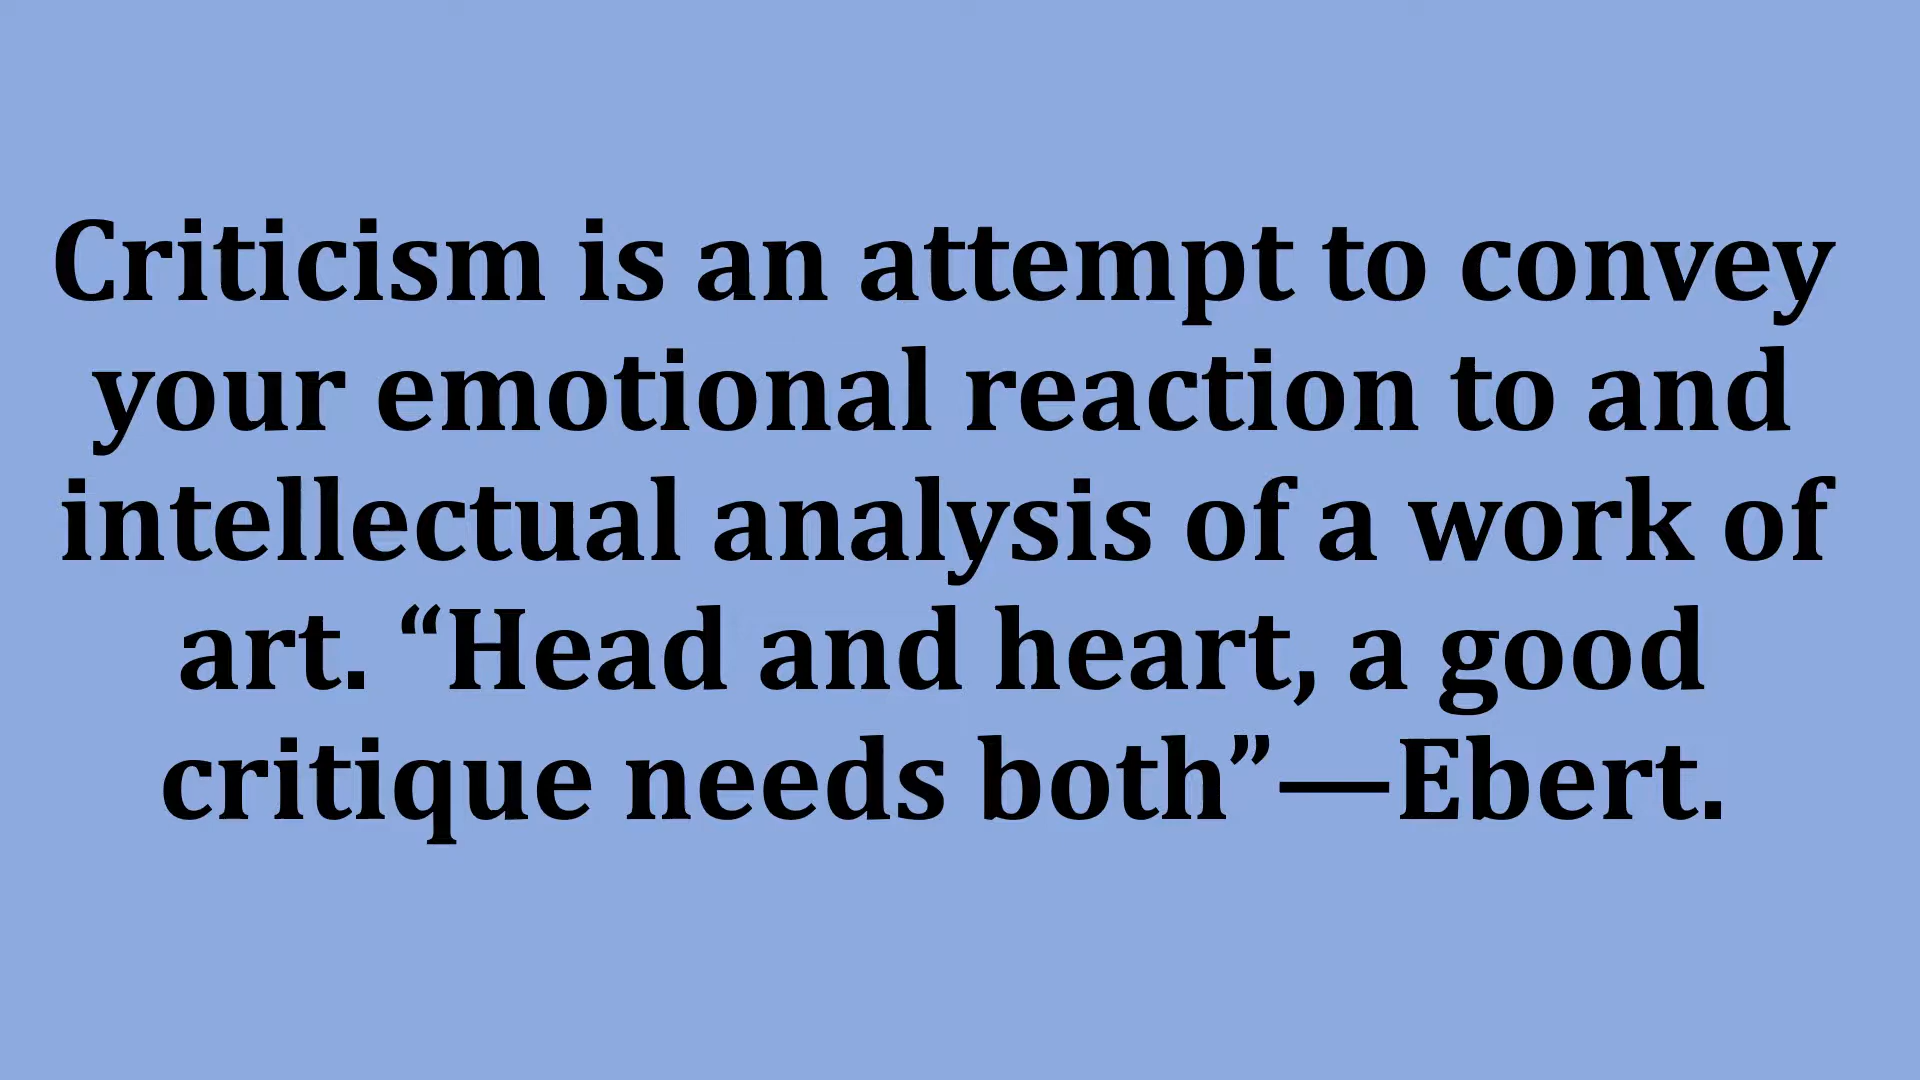 Criticism is an attempt to convey
your emotional reaction to and
intellectual analysis of a work of
art. “Head and heart, a good
critique needs both”—Ebert.